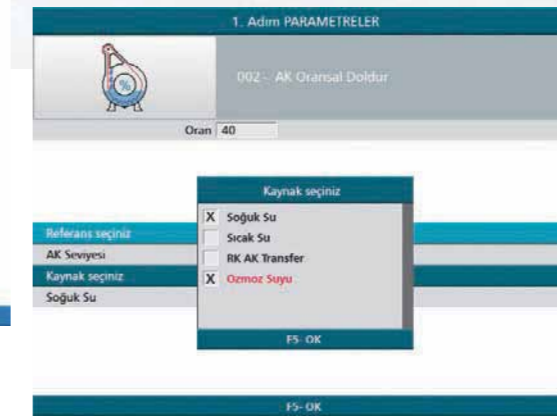 1. Adım PARAMETRELER
%
002 - AK Oransal Doldur
Oran 40
Kaynak seçiniz
X Soğuk Su
Sıcak Su
RK AK Transfer
X Ozmoz Suyu
F5- OK
Referans seçiniz
AK Seviyesi
Kaynak seçiniz
Soğuk Su
F5- OK